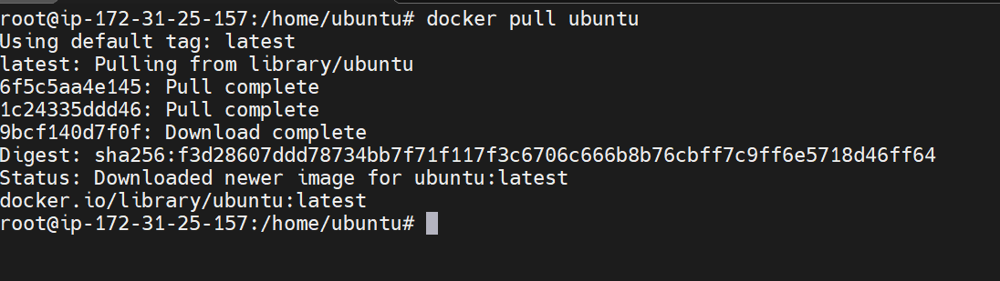 root@ip-172-31-25-157:/home/ubuntu# docker pull ubuntu
Using default tag: latest
latest: Pulling from library/ubuntu
6f5c5aa4e145: Pull complete
1c24335ddd46: Pull complete
9bcf140d7f0f: Download complete
Digest: sha256:f3d28607ddd78734bb7f71f117f3c6706c666b8b76cbff7c9ff6e5718d46ff64
Status: Downloaded newer image for ubuntu:latest
docker.io/library/ubuntu:latest
root@ip-172-31-25-157:/home/ubuntu#